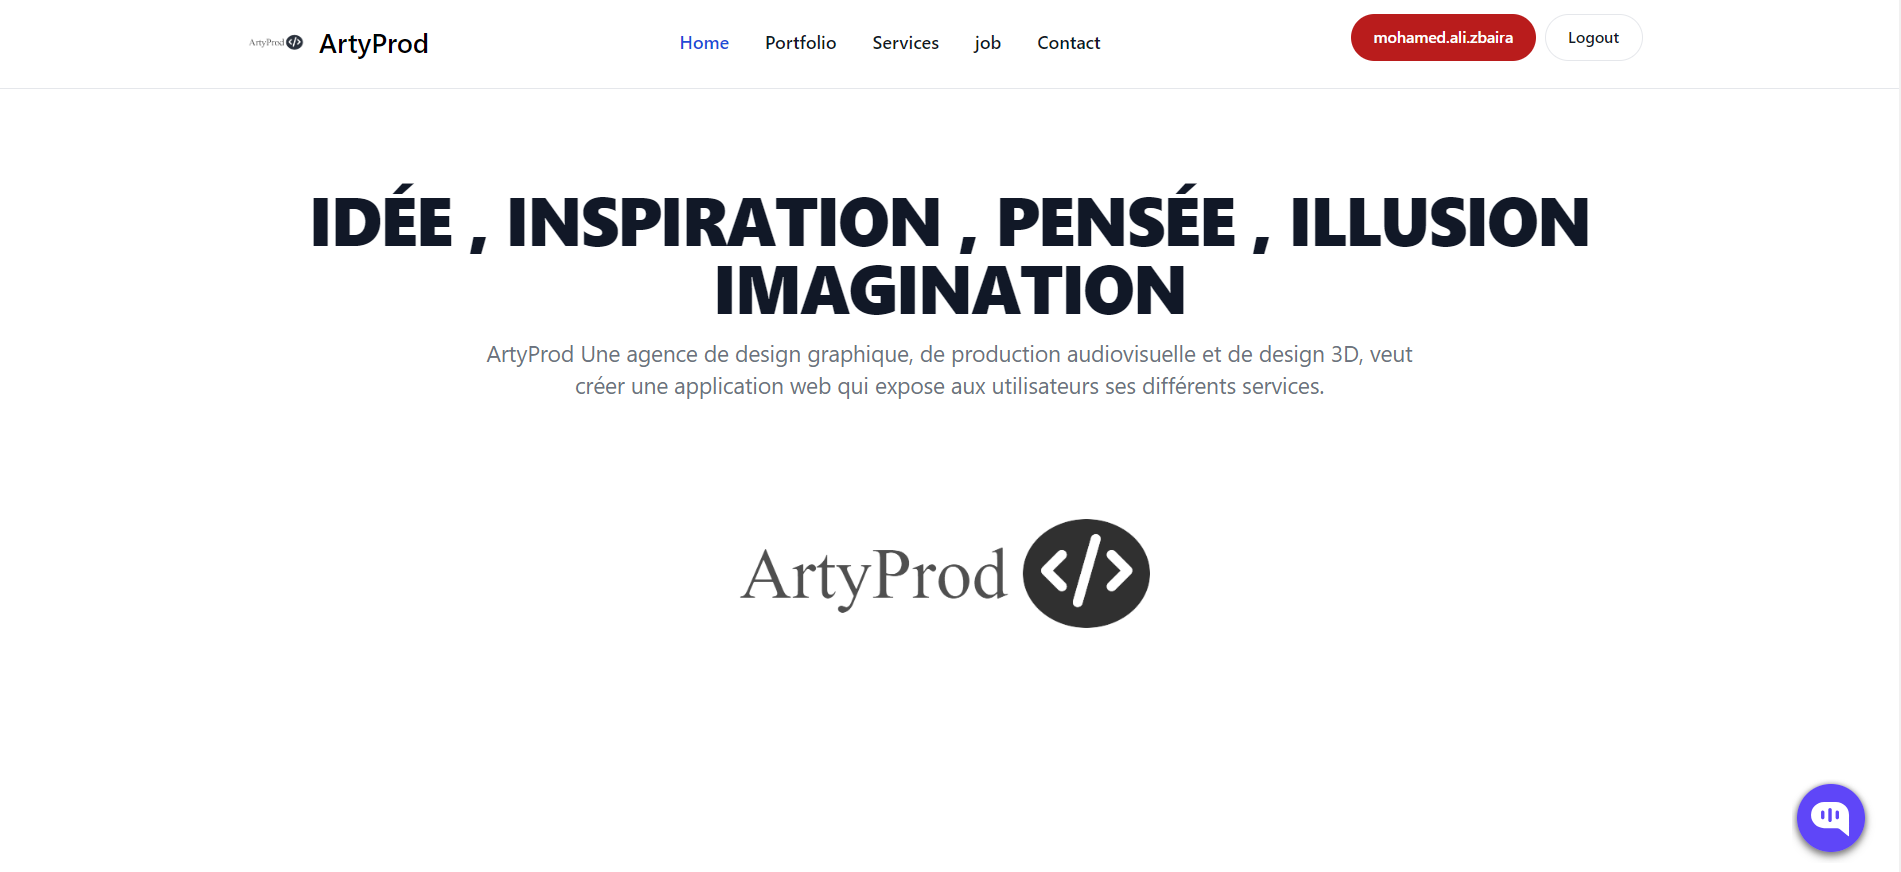 ArtyProd </> ArtyProd
Home Portfolio Services job Contact
mohamed.ali.zbaira Logout
IDÉE , INSPIRATION , PENSÉE , ILLUSION
IMAGINATION
ArtyProd Une agence de design graphique, de production audiovisuelle et de design 3D, veut
créer une application web qui expose aux utilisateurs ses différents services.
ArtyProd </>